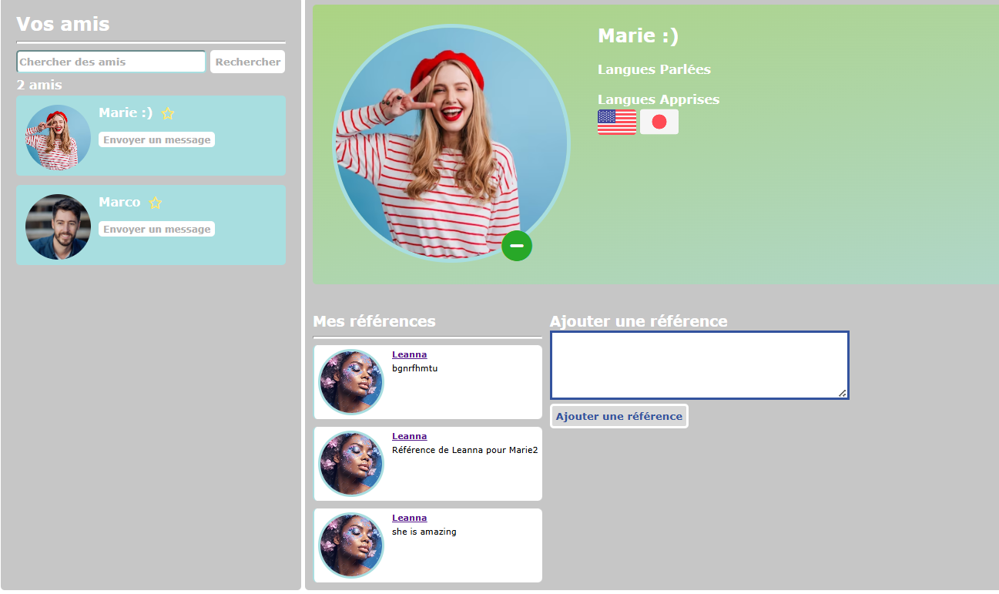 Vos amis
Chercher des amis
Rechercher
2 amis
Marie :)
Envoyer un message
Marco
Envoyer un message
Marie :)
Langues Parlées
Langues Apprises
Mes références
Leanna
bgnrfhmtu
Leanna
Référence de Leanna pour Marie2
Leanna
she is amazing
Ajouter une référence
Ajouter une référence